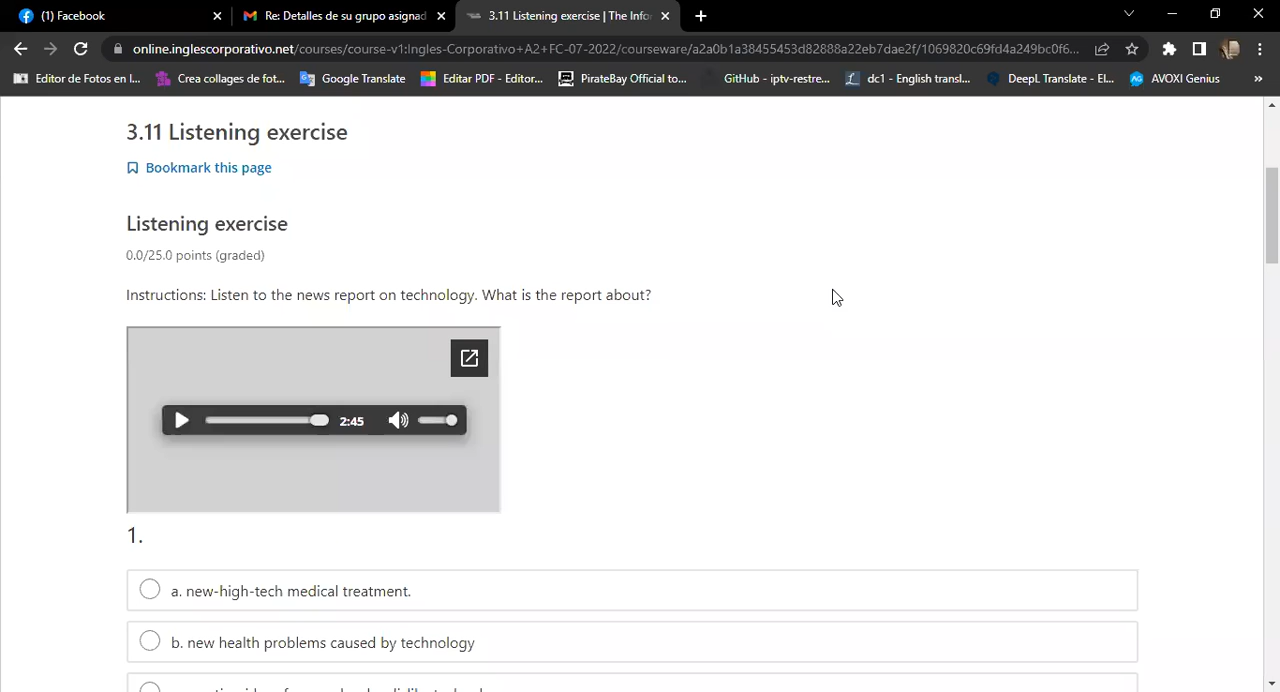 (1) Facebook
Re: Detalles de su grupo asignad
3.11 Listening exercise | The Info
online.inglescorporativo.net/courses/course-v1:Ingles-Corporativo+A2+FC-07-2022/courseware/a2a0b1a38455453d82888a22eb7dae2f/1069820c69fd4a249bc0f6...
Editor de Fotos en l...
Crea collages de fot...
Google Translate
Editar PDF - Editor...
PirateBay Official to...
GitHub - iptv-restre...
dc1 - English transl...
DeepL Translate - El...
AVOXI Genius
3.11 Listening exercise
Bookmark this page
Listening exercise
0.0/25.0 points (graded)
Instructions: Listen to the news report on technology. What is the report about?
2:45
1.
a. new-high-tech medical treatment.
b. new health problems caused by technology